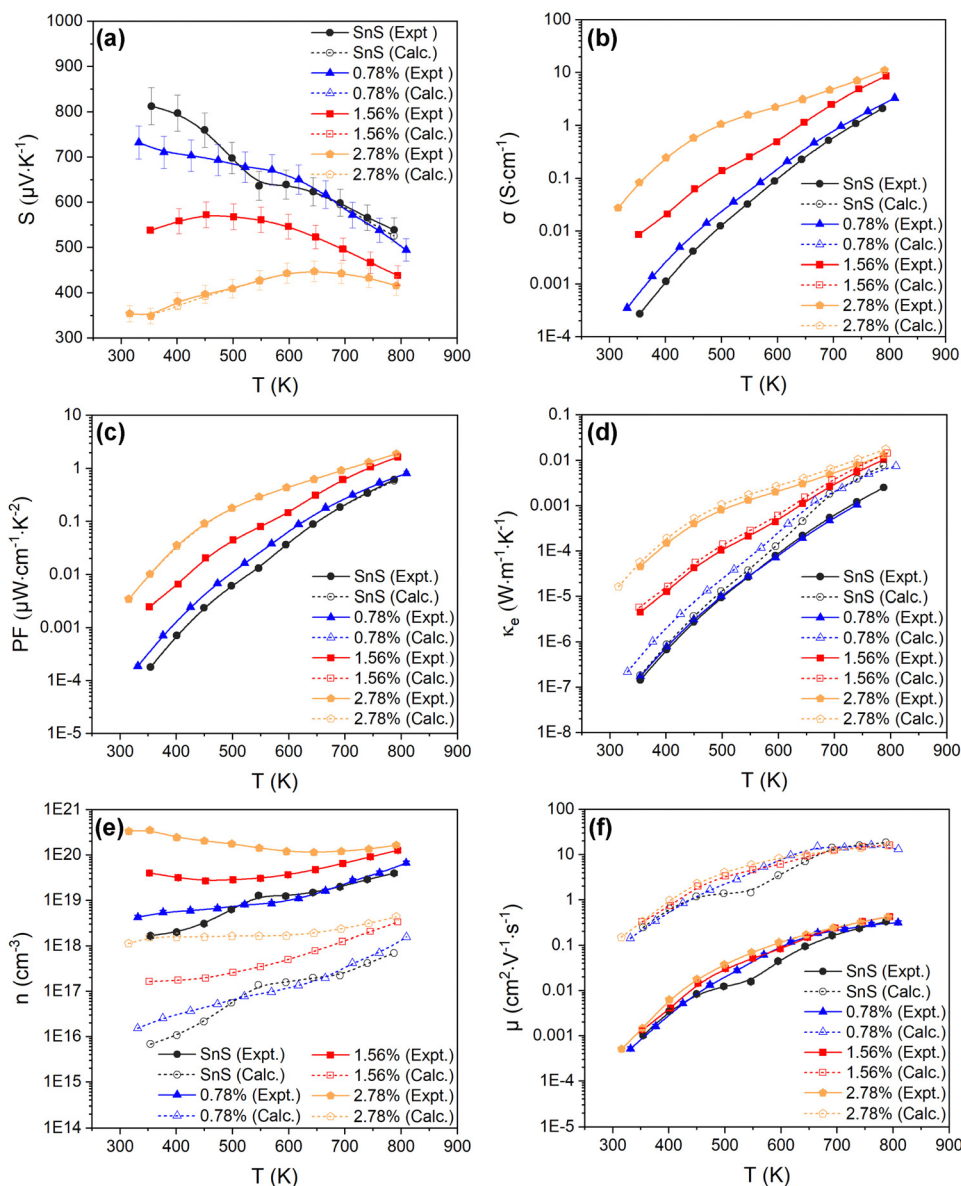 (a)
1000
900
800
700
600
500
400
300
S (μV·K⁻¹)
300 400 500 600 700 800 900
T (K)
SnS (Expt )
SnS (Calc.)
0.78% (Expt )
0.78% (Calc.)
1.56% (Expt )
1.56% (Calc.)
2.78% (Expt )
2.78% (Calc.)
(b)
100
10
1
0.1
0.01
0.001
1E-4
σ (S·cm⁻¹)
300 400 500 600 700 800 900
T (K)
SnS (Expt.)
SnS (Calc.)
0.78% (Expt.)
0.78% (Calc.)
1.56% (Expt.)
1.56% (Calc.)
2.78% (Expt.)
2.78% (Calc.)
(c)
10
1
0.1
0.01
0.001
1E-4
1E-5
PF (μW·cm⁻¹·K⁻²)
300 400 500 600 700 800 900
T (K)
SnS (Expt.)
SnS (Calc.)
0.78% (Expt.)
0.78% (Calc.)
1.56% (Expt.)
1.56% (Calc.)
2.78% (Expt.)
2.78% (Calc.)
(d)
0.1
0.01
0.001
1E-4
1E-5
1E-6
1E-7
1E-8
κe (W·m⁻¹·K⁻¹)
300 400 500 600 700 800 900
T (K)
SnS (Expt.)
SnS (Calc.)
0.78% (Expt.)
0.78% (Calc.)
1.56% (Expt.)
1.56% (Calc.)
2.78% (Expt.)
2.78% (Calc.)
(e)
1E21
1E20
1E19
1E18
1E17
1E16
1E15
1E14
n (cm⁻³)
300 400 500 600 700 800 900
T (K)
SnS (Expt.)
SnS (Calc.)
0.78% (Expt.)
0.78% (Calc.)
1.56% (Expt.)
1.56% (Calc.)
2.78% (Expt.)
2.78% (Calc.)
(f)
100
10
1
0.1
0.01
0.001
1E-4
1E-5
μ (cm²·V⁻¹·s⁻¹)
300 400 500 600 700 800 900
T (K)
SnS (Expt.)
SnS (Calc.)
0.78% (Expt.)
0.78% (Calc.)
1.56% (Expt.)
1.56% (Calc.)
2.78% (Expt.)
2.78% (Calc.)